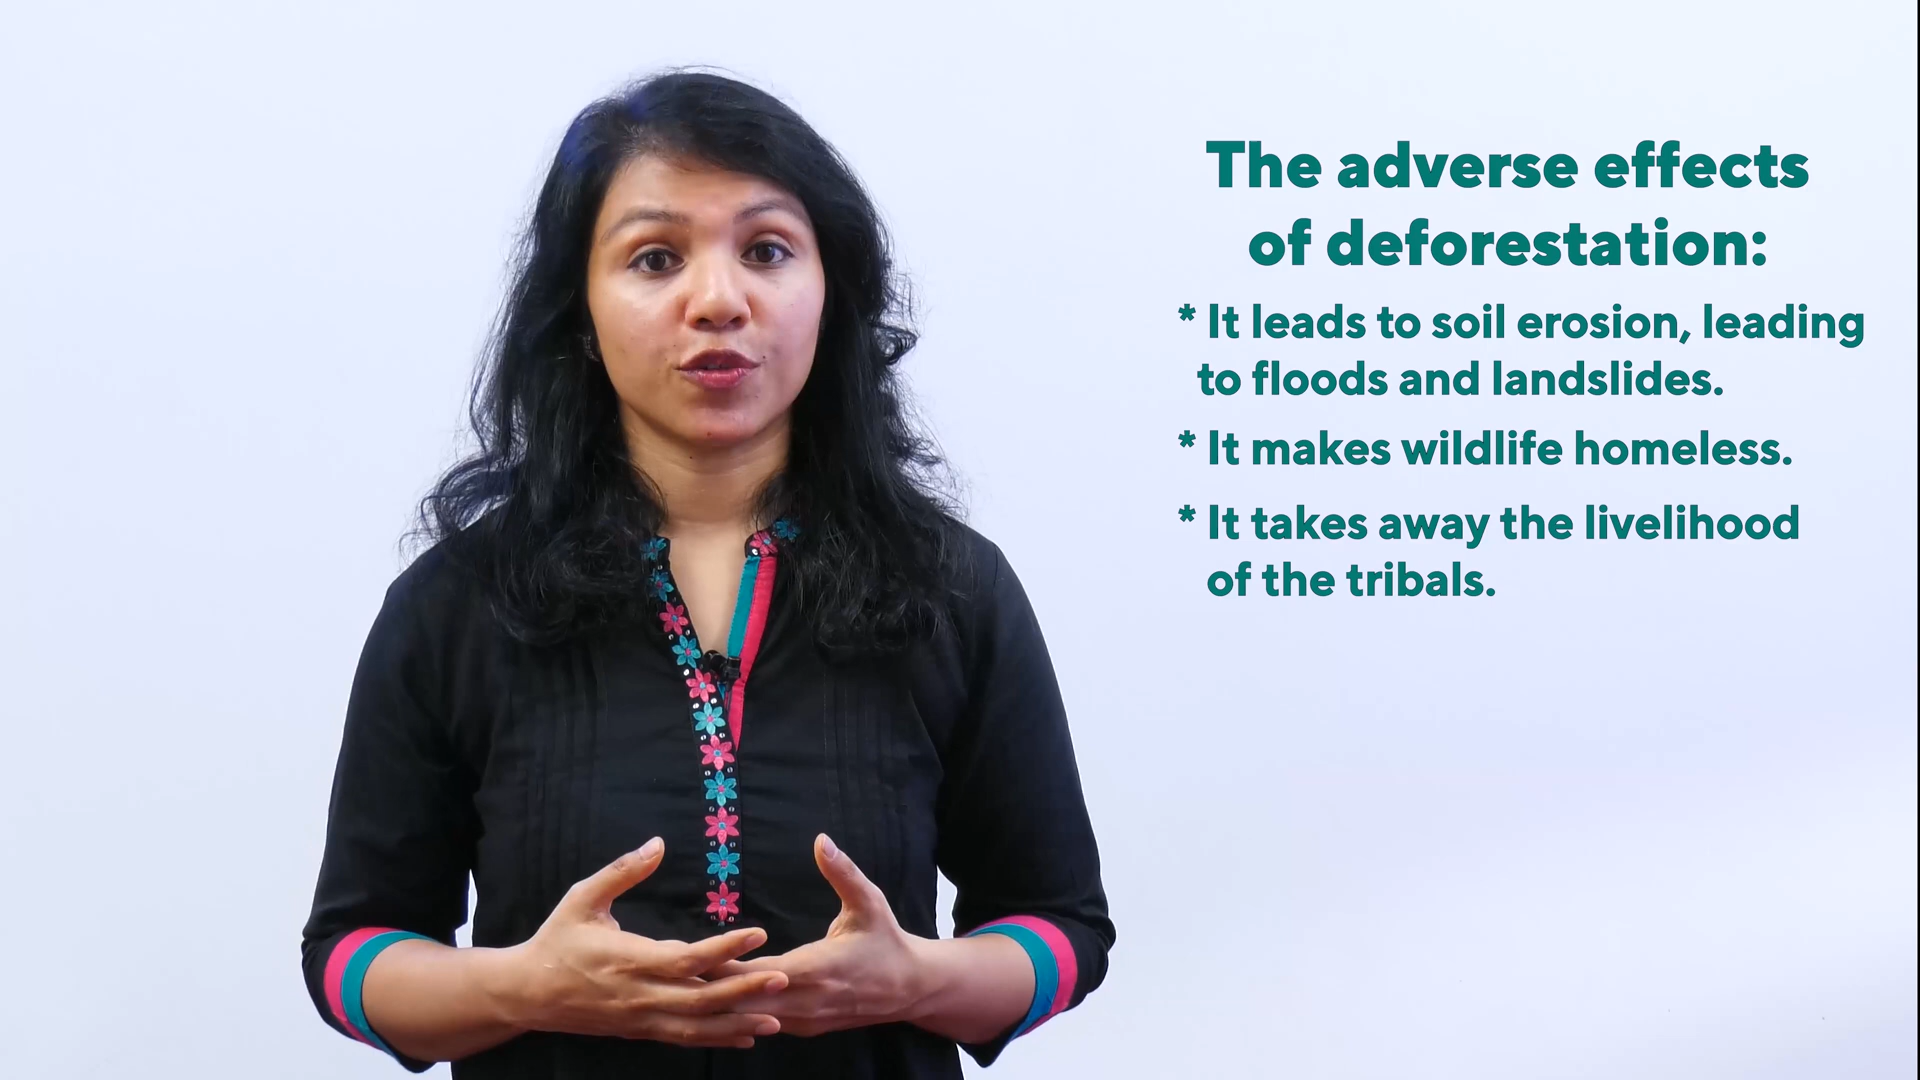 The adverse effects
of deforestation:
* It leads to soil erosion, leading
to floods and landslides.
* It makes wildlife homeless.
* It takes away the livelihood
of the tribals.